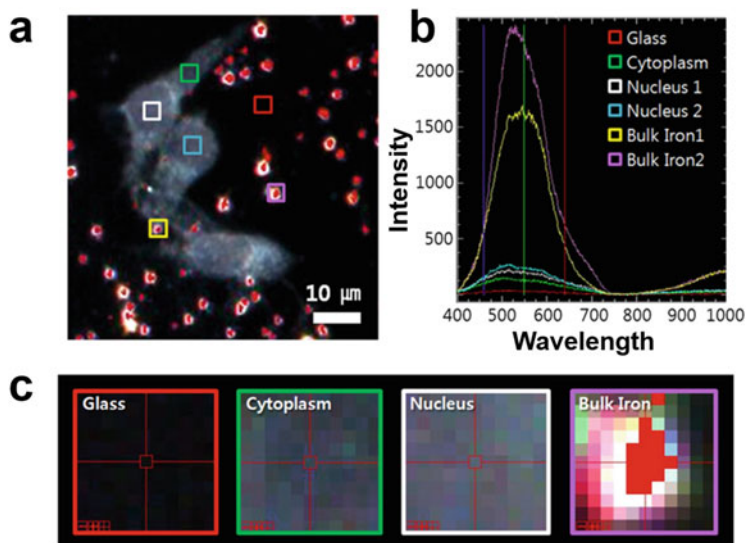 a
10 μm
b
Intensity
2000
1500
1000
500
Glass
Cytoplasm
Nucleus 1
Nucleus 2
Bulk Iron1
Bulk Iron2
400 500 600 700 800 900 1000
Wavelength
c
Glass
Cytoplasm
Nucleus
Bulk Iron